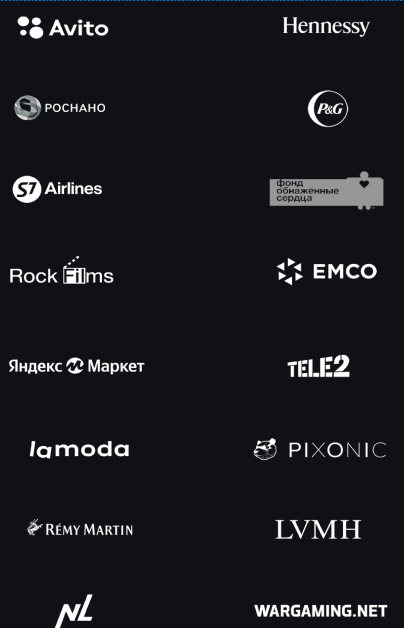 Avito
Hennessy
РОСНАНО
P&G
S7 Airlines
фонд
обнажённые
сердца
Rock Films
EMCO
Яндекс Маркет
TELE2
lamoda
PIXONIC
RÉMY MARTIN
LVMH
NL
WARGAMING.NET